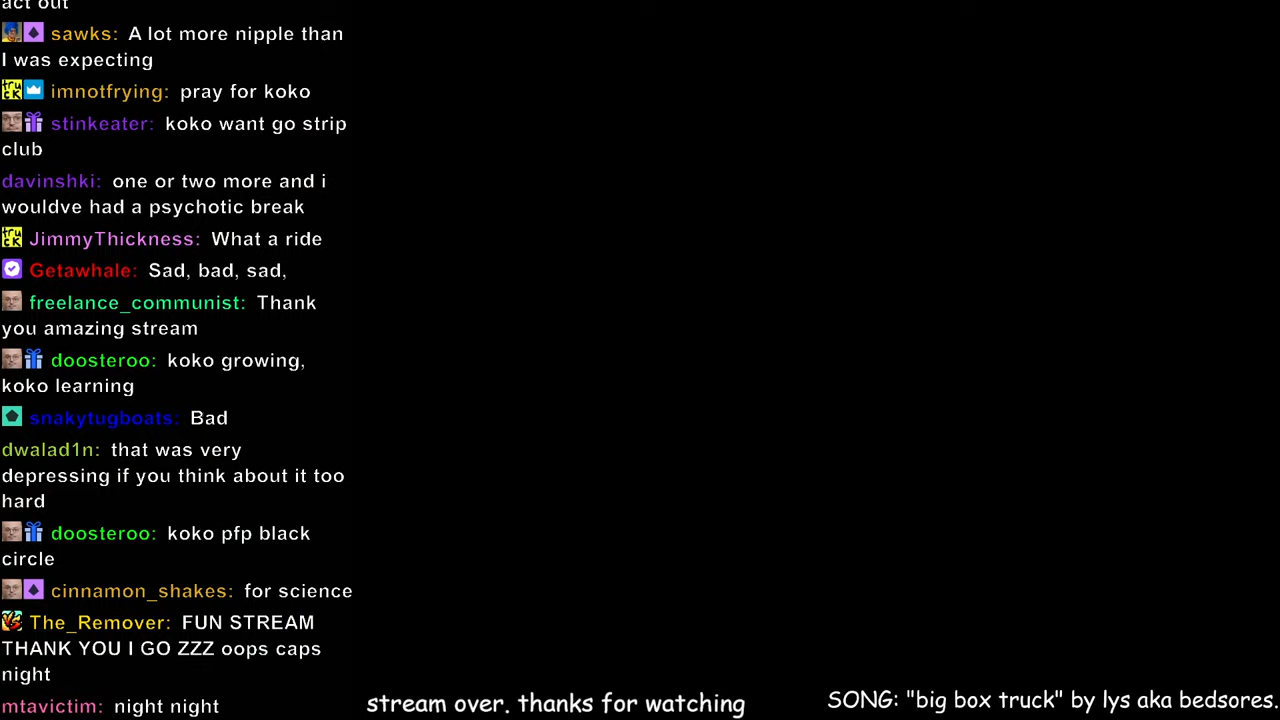 act out
sawks: A lot more nipple than
I was expecting
imnotfrying: pray for koko
stinkeater: koko want go strip
club
davinshki: one or two more and i
wouldve had a psychotic break
truck JimmyThickness: What a ride
Getawhale: Sad, bad, sad,
freelance_communist: Thank
you amazing stream
doosteroo: koko growing,
koko learning
snakytugboats: Bad
dwalad1n: that was very
depressing if you think about it too
hard
doosteroo: koko pfp black
circle
cinnamon_shakes: for science
The_Remover: FUN STREAM
THANK YOU I GO ZZZ oops caps
night
mtavictim: night night
stream over. thanks for watching
SONG: "big box truck" by lys aka bedsores.